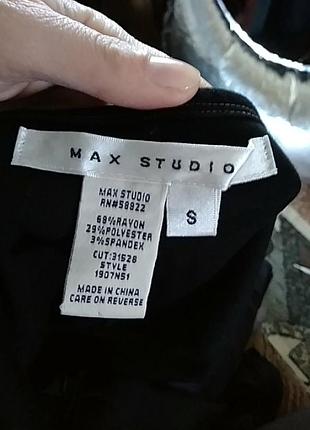 MAX STUDIO
S
MAX STUDIO
RN#58822
68%RAYON
29%POLYESTER
3%SPANDEX
CUT:31528
STYLE
1907N51
MADE IN CHINA
CARE ON REVERSE